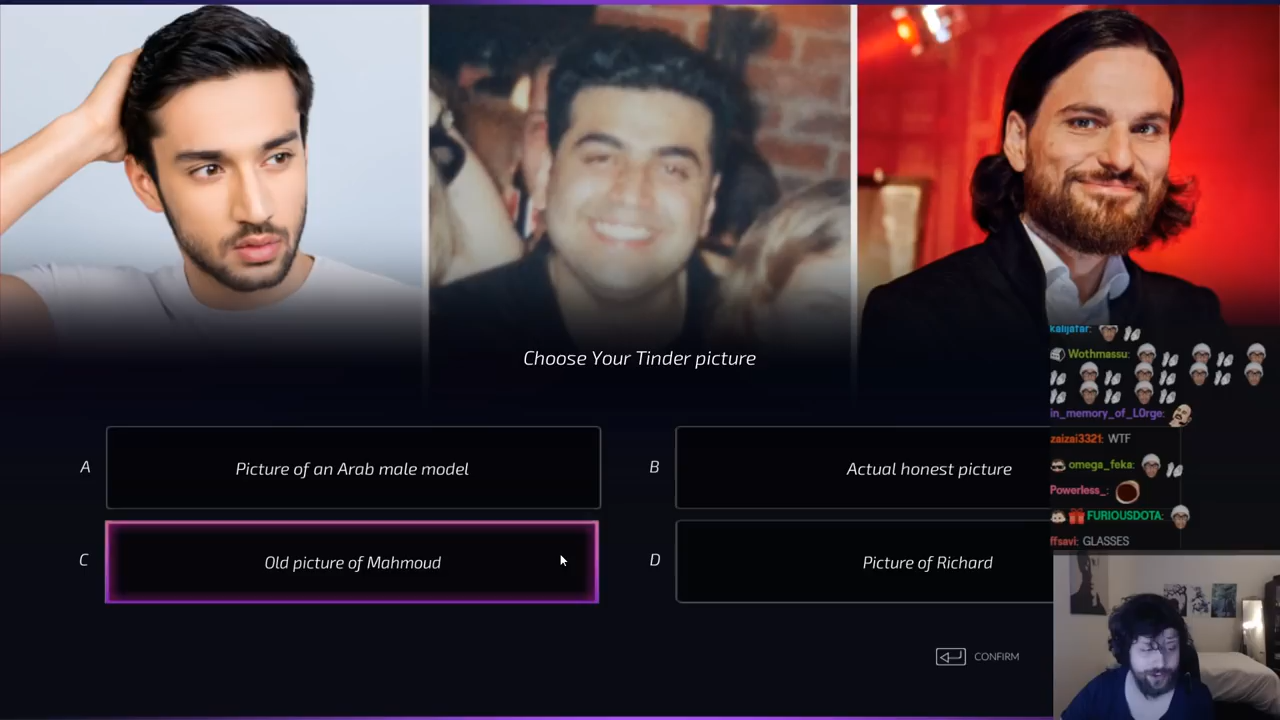 Choose Your Tinder picture
A
Picture of an Arab male model
B
Actual honest picture
C
Old picture of Mahmoud
D
Picture of Richard
CONFIRM
kalijafar:
Wothmassu:
in_memory_of_L0rge:
zaizai3321: WTF
omega_feka:
Powerless_:
FURIOUSDOTA:
ffsavi: GLASSES